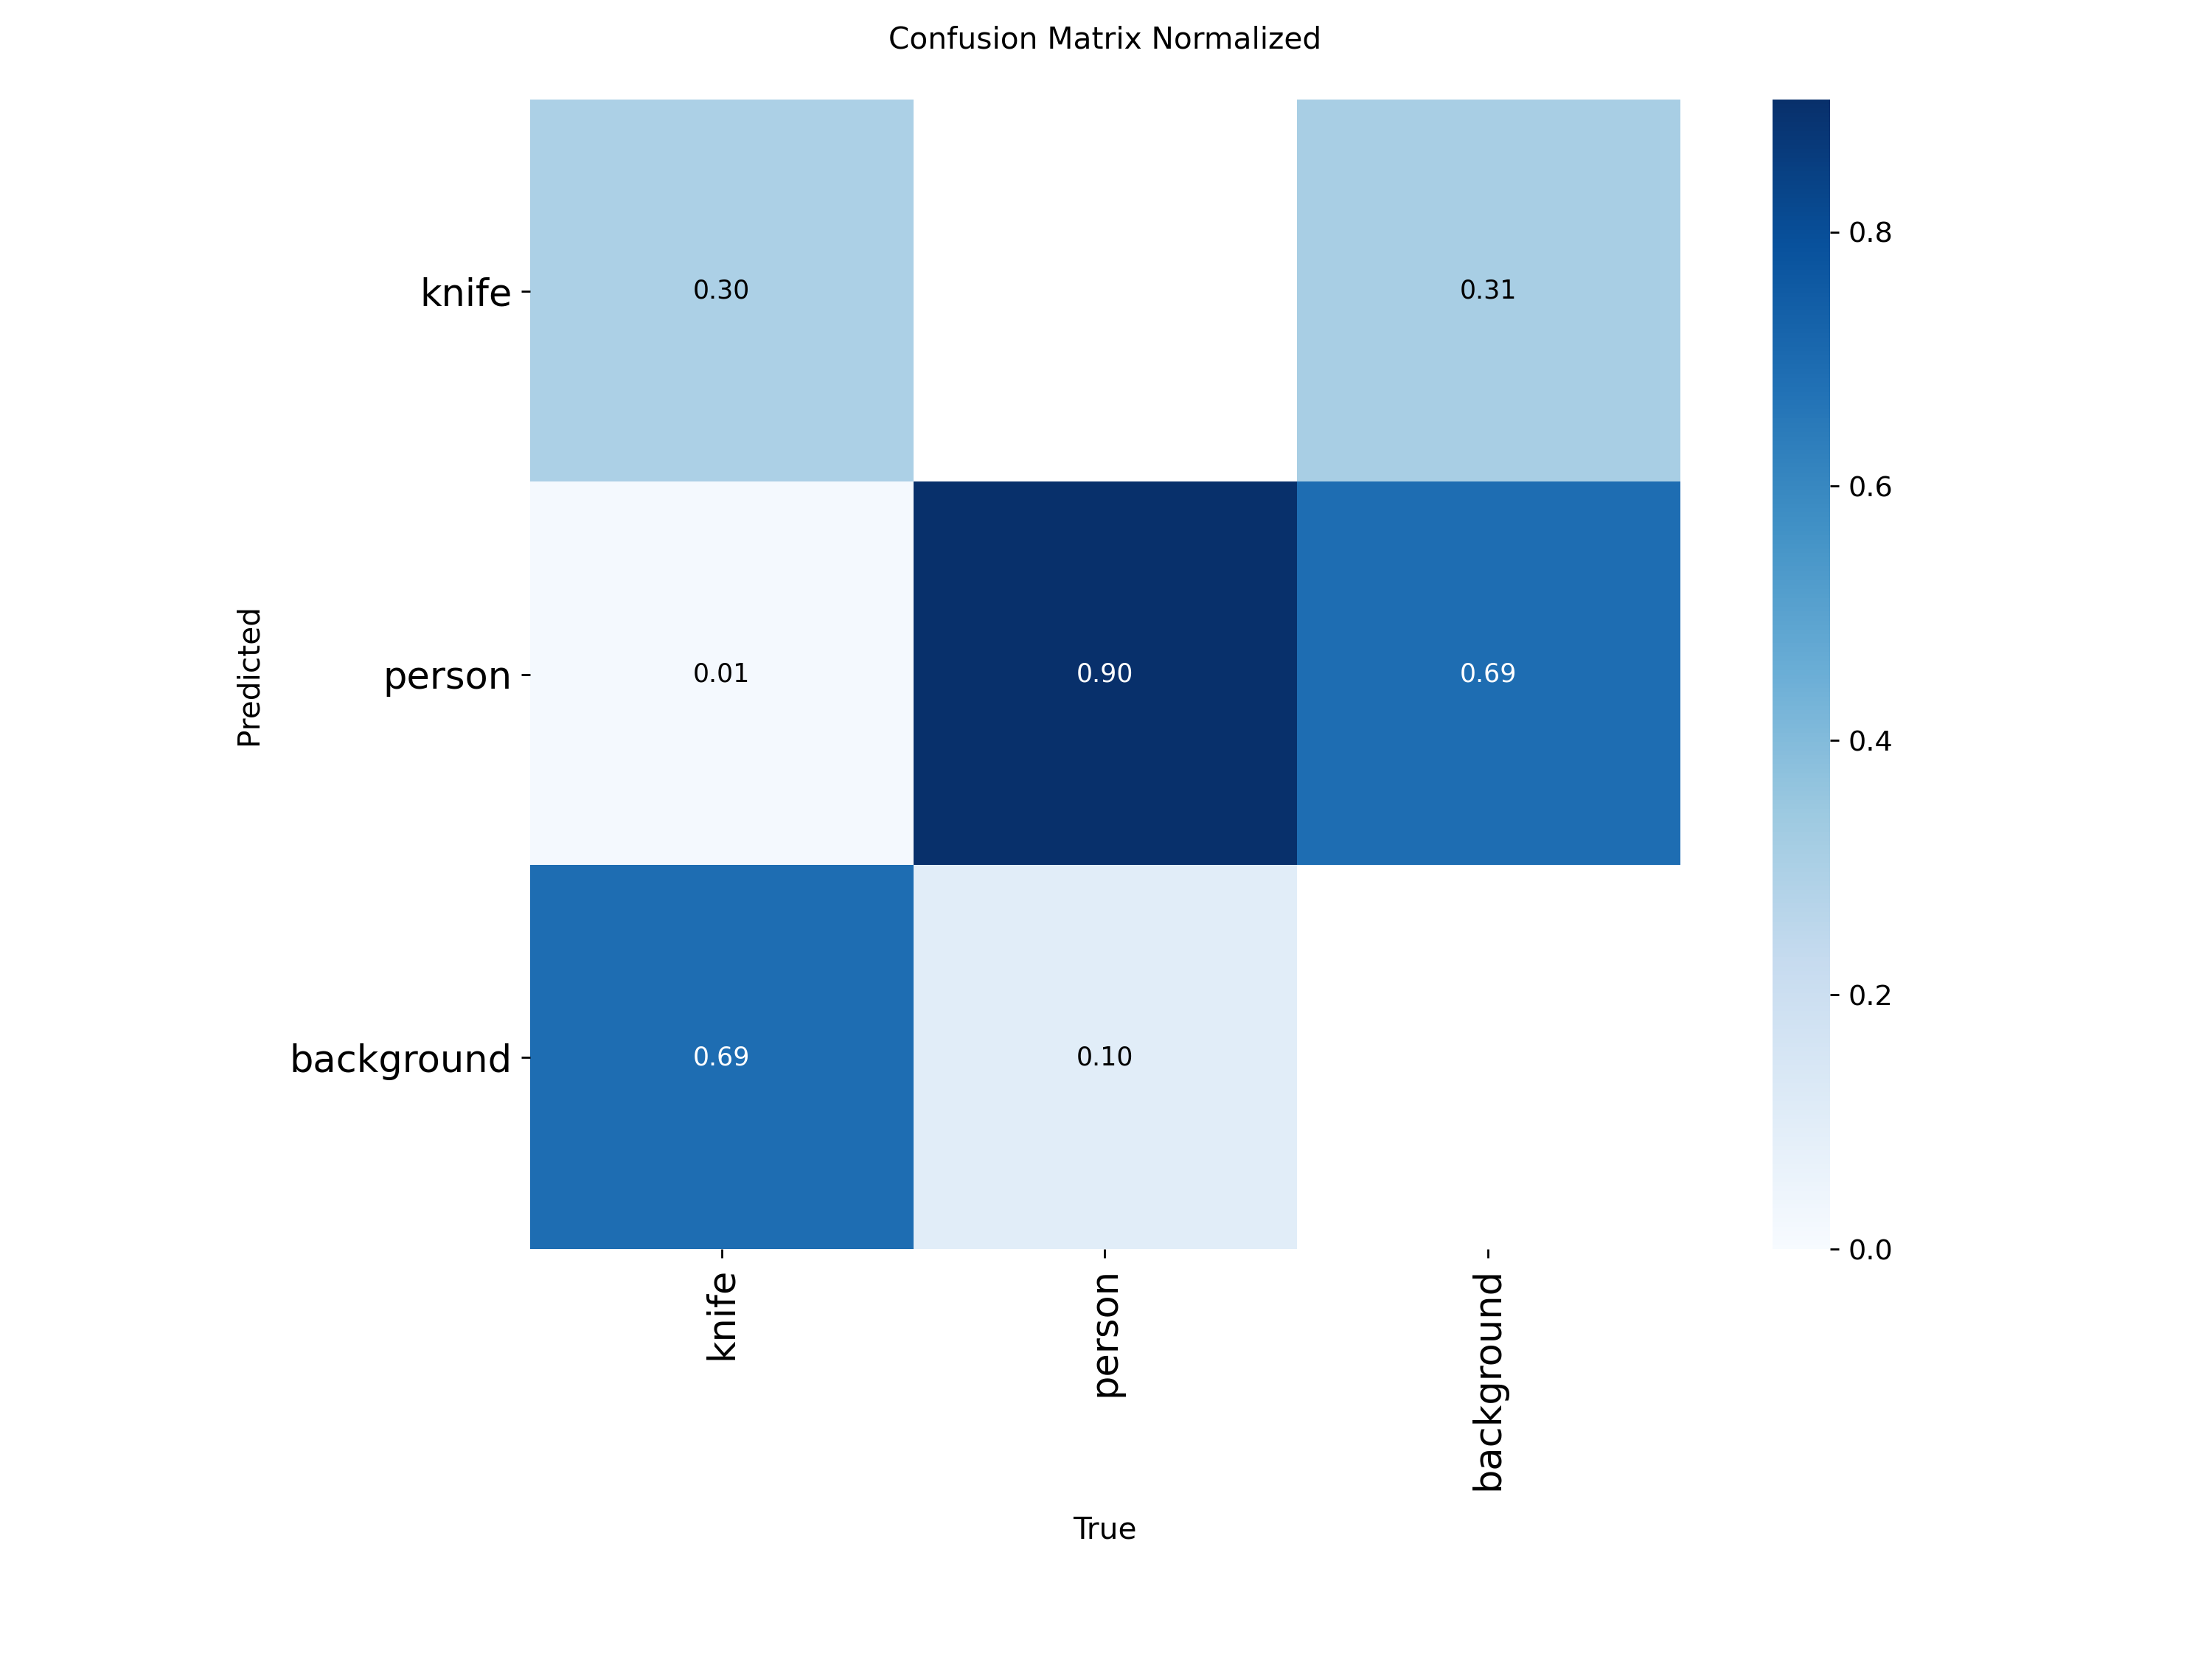 Confusion Matrix Normalized
knife
0.30
0.31
person
0.01
0.90
0.69
background
0.69
0.10
Predicted
knife
person
background
True
0.8
0.6
0.4
0.2
0.0